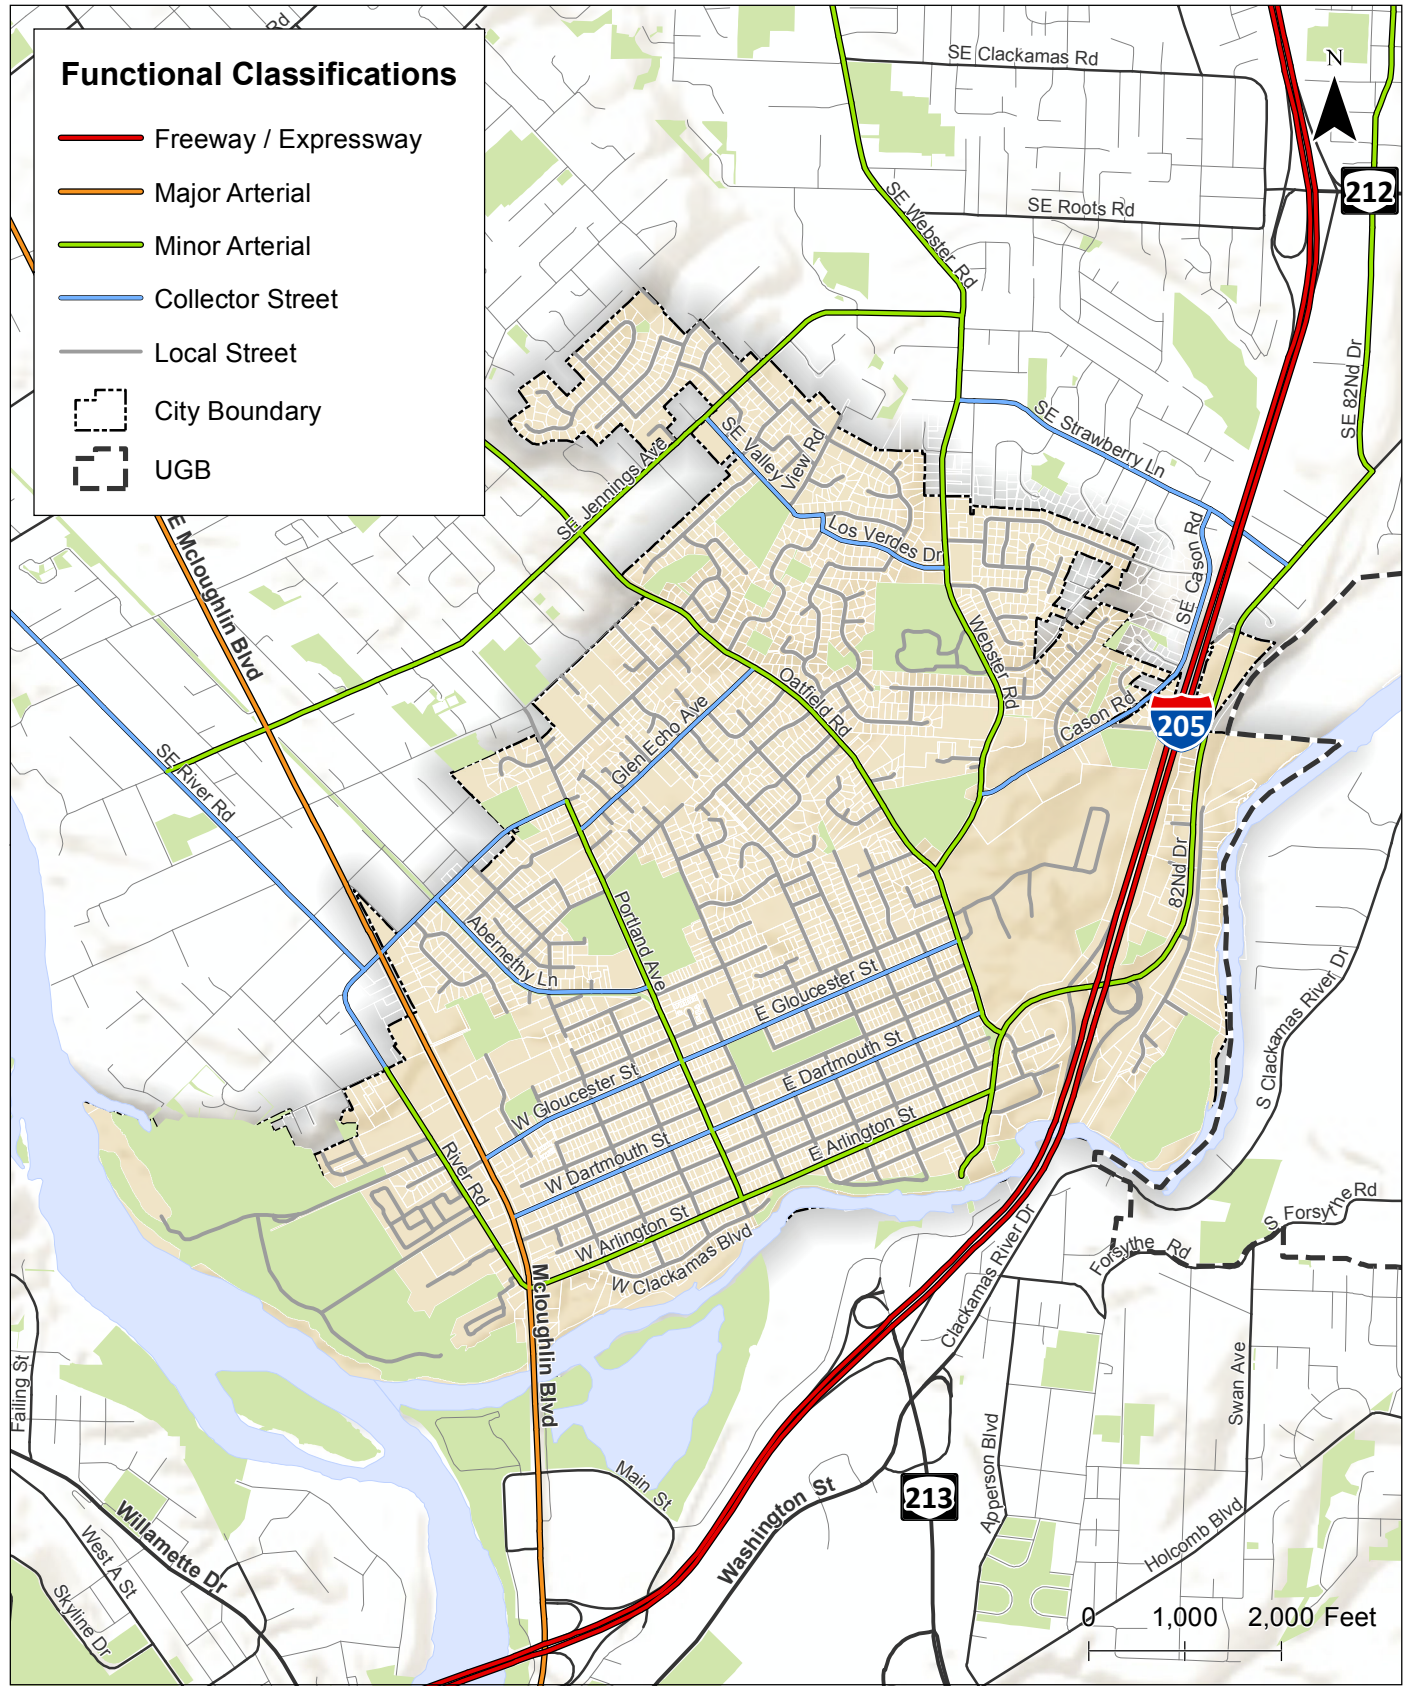 Rd
Functional Classifications
Freeway / Expressway
Major Arterial
Minor Arterial
Collector Street
Local Street
City Boundary
UGB
SE Clackamas Rd
N
212
SE Webster Rd
SE Roots Rd
SE 82Nd Dr
SE Strawberry Ln
SE Valley
View Rd
SE Jennings Ave
Los Verdes Dr
SE Cason Rd
E Mcloughlin Blvd
Webster Rd
Oatfield Rd
Cason Rd
205
Glen Echo Ave
SE River Rd
82Nd Dr
Portland Ave
Abernethy Ln
E Gloucester St
S Clackamas River Dr
E Dartmouth St
W Gloucester St
E Arlington St
W Dartmouth St
River Rd
W Arlington St
W Clackamas Blvd
S Forsythe Rd
Forsythe Rd
Clackamas River Dr
Mcloughlin Blvd
Failing St
Swan Ave
Apperson Blvd
Main St
Washington St
213
Holcomb Blvd
Willamette Dr
West A St
Skyline Dr
0 1,000 2,000 Feet